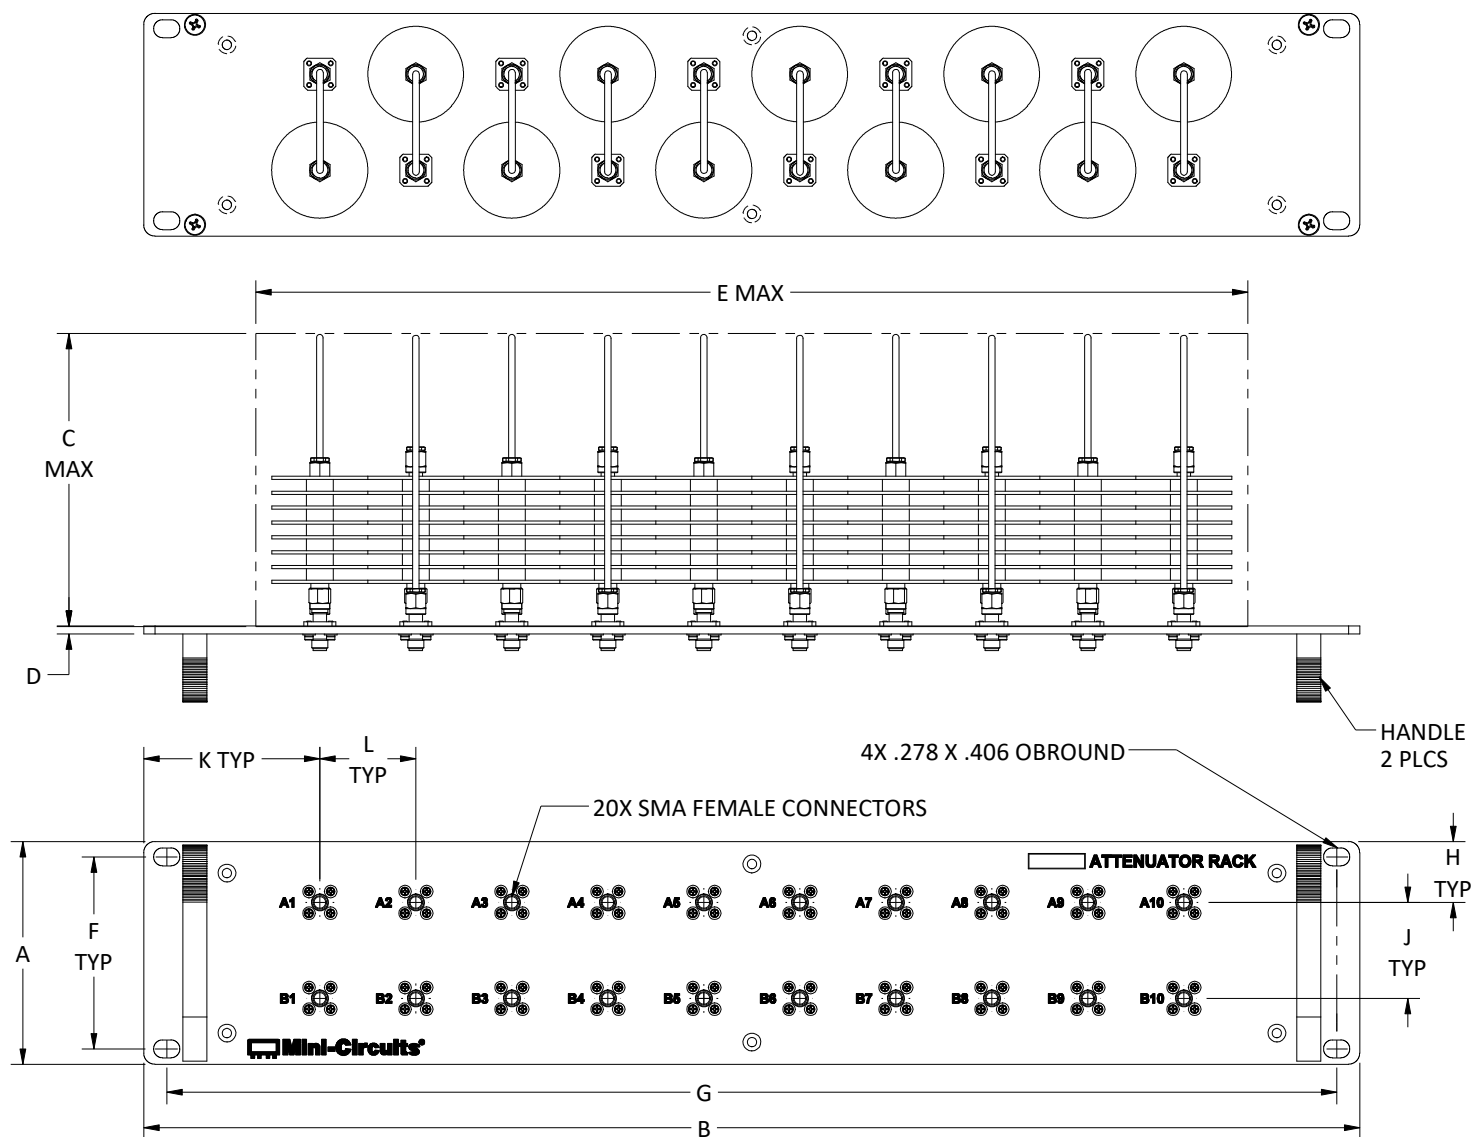 E MAX
C
MAX
D
HANDLE
2 PLCS
K TYP
L
TYP
4X .278 X .406 OBROUND
20X SMA FEMALE CONNECTORS
ATTENUATOR RACK
H
TYP
A1 A2 A3 A4 A5 A6 A7 A8 A9 A10
A
F
TYP
J
TYP
B1 B2 B3 B4 B5 B6 B7 B8 B9 B10
Mini-Circuits®
G
B